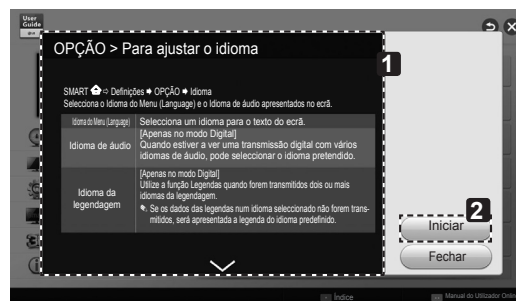 User
Guide
OPÇÃO > Para ajustar o idioma
1
SMART ⇨ Definições ➧ OPÇÃO ➧ Idioma
Selecciona o Idioma do Menu (Language) e o Idioma de áudio apresentados no ecrã.
Idioma do Menu (Language) Selecciona um idioma para o texto do ecrã.
Idioma de áudio
[Apenas no modo Digital]
Quando estiver a ver uma transmissão digital com vários
idiomas de áudio, pode seleccionar o idioma pretendido.
Idioma da
legendagem
[Apenas no modo Digital]
Utilize a função Legendas quando forem transmitidos dois ou mais
idiomas da legendagem.
Se os dados das legendas num idioma seleccionado não forem trans-
mitidos, será apresentada a legenda do idioma predefinido.
2
Iniciar
Fechar
Índice
Manual do Utilizador Online